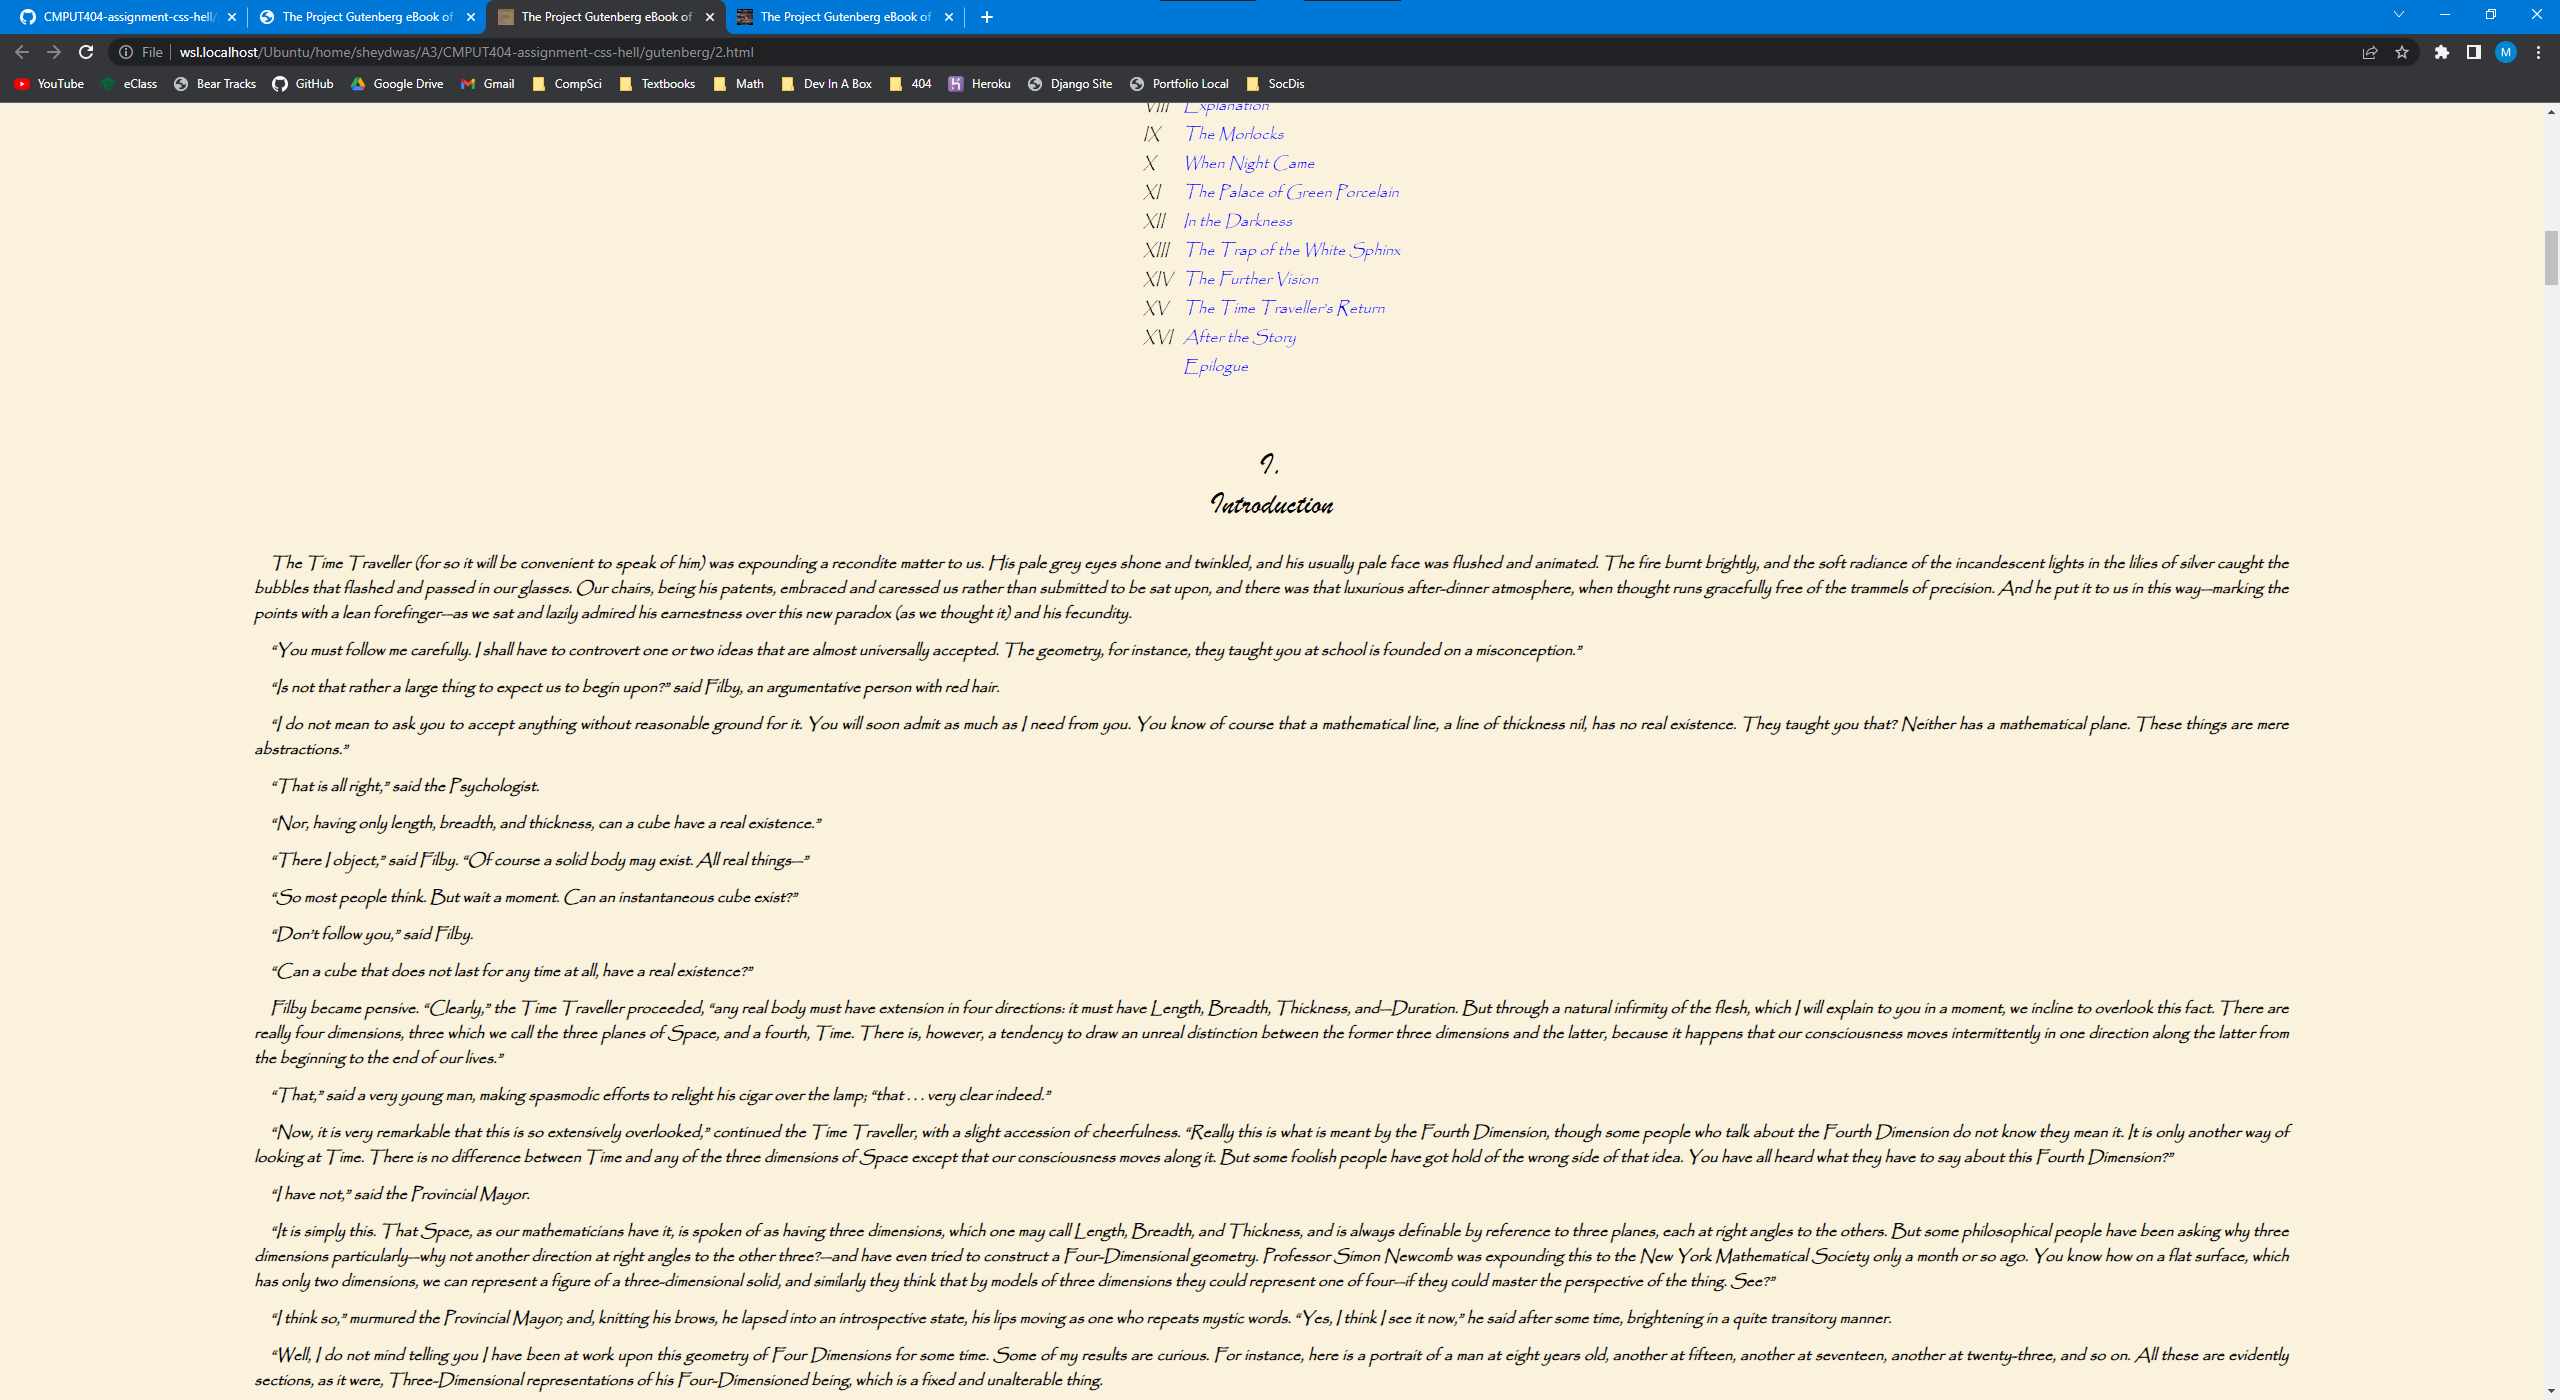 CMPUT404-assignment-css-hell/
The Project Gutenberg eBook of
The Project Gutenberg eBook of
The Project Gutenberg eBook of
File | wsl.localhost/Ubuntu/home/sheydwas/A3/CMPUT404-assignment-css-hell/gutenberg/2.html
M
YouTube eClass Bear Tracks GitHub Google Drive Gmail CompSci Textbooks Math Dev In A Box 404 Heroku Django Site Portfolio Local SocDis
VIII Explanation
IX The Morlocks
X When Night Came
XI The Palace of Green Porcelain
XII In the Darkness
XIII The Trap of the White Sphinx
XIV The Further Vision
XV The Time Traveller's Return
XVI After the Story
Epilogue
I.
Introduction
The Time Traveller (for so it will be convenient to speak of him) was expounding a recondite matter to us. His pale grey eyes shone and twinkled, and his usually pale face was flushed and animated. The fire burnt brightly, and the soft radiance of the incandescent lights in the lilies of silver caught the
bubbles that flashed and passed in our glasses. Our chairs, being his patents, embraced and caressed us rather than submitted to be sat upon, and there was that luxurious after-dinner atmosphere, when thought runs gracefully free of the trammels of precision. And he put it to us in this way—marking the
points with a lean forefinger—as we sat and lazily admired his earnestness over this new paradox (as we thought it) and his fecundity.
“You must follow me carefully. I shall have to controvert one or two ideas that are almost universally accepted. The geometry, for instance, they taught you at school is founded on a misconception.”
“Is not that rather a large thing to expect us to begin upon?” said Filby, an argumentative person with red hair.
“I do not mean to ask you to accept anything without reasonable ground for it. You will soon admit as much as I need from you. You know of course that a mathematical line, a line of thickness nil, has no real existence. They taught you that? Neither has a mathematical plane. These things are mere
abstractions.”
“That is all right,” said the Psychologist.
“Nor, having only length, breadth, and thickness, can a cube have a real existence.”
“There I object,” said Filby. “Of course a solid body may exist. All real things—”
“So most people think. But wait a moment. Can an instantaneous cube exist?”
“Don’t follow you,” said Filby.
“Can a cube that does not last for any time at all, have a real existence?”
Filby became pensive. “Clearly,” the Time Traveller proceeded, “any real body must have extension in four directions: it must have Length, Breadth, Thickness, and—Duration. But through a natural infirmity of the flesh, which I will explain to you in a moment, we incline to overlook this fact. There are
really four dimensions, three which we call the three planes of Space, and a fourth, Time. There is, however, a tendency to draw an unreal distinction between the former three dimensions and the latter, because it happens that our consciousness moves intermittently in one direction along the latter from
the beginning to the end of our lives.”
“That,” said a very young man, making spasmodic efforts to relight his cigar over the lamp; “that . . . very clear indeed.”
“Now, it is very remarkable that this is so extensively overlooked,” continued the Time Traveller, with a slight accession of cheerfulness. “Really this is what is meant by the Fourth Dimension, though some people who talk about the Fourth Dimension do not know they mean it. It is only another way of
looking at Time. There is no difference between Time and any of the three dimensions of Space except that our consciousness moves along it. But some foolish people have got hold of the wrong side of that idea. You have all heard what they have to say about this Fourth Dimension?”
“I have not,” said the Provincial Mayor.
“It is simply this. That Space, as our mathematicians have it, is spoken of as having three dimensions, which one may call Length, Breadth, and Thickness, and is always definable by reference to three planes, each at right angles to the others. But some philosophical people have been asking why three
dimensions particularly—why not another direction at right angles to the other three?—and have even tried to construct a Four-Dimensional geometry. Professor Simon Newcomb was expounding this to the New York Mathematical Society only a month or so ago. You know how on a flat surface, which
has only two dimensions, we can represent a figure of a three-dimensional solid, and similarly they think that by models of three dimensions they could represent one of four—if they could master the perspective of the thing. See?”
“I think so,” murmured the Provincial Mayor; and, knitting his brows, he lapsed into an introspective state, his lips moving as one who repeats mystic words. “Yes, I think I see it now,” he said after some time, brightening in a quite transitory manner.
“Well, I do not mind telling you I have been at work upon this geometry of Four Dimensions for some time. Some of my results are curious. For instance, here is a portrait of a man at eight years old, another at fifteen, another at seventeen, another at twenty-three, and so on. All these are evidently
sections, as it were, Three-Dimensional representations of his Four-Dimensioned being, which is a fixed and unalterable thing.